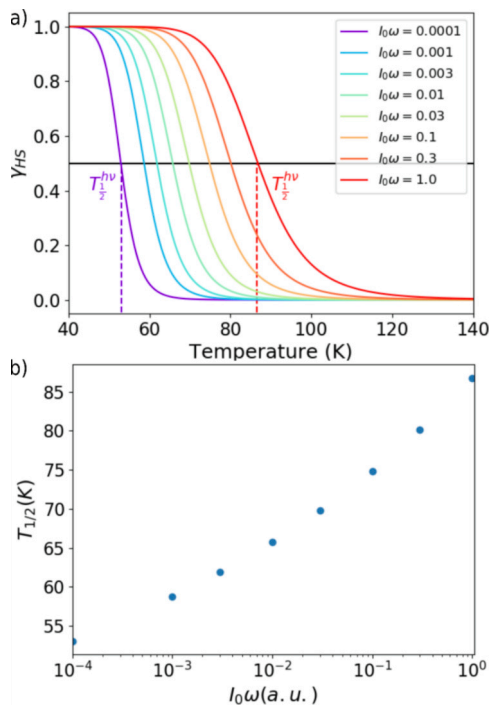 a)
1.0
0.8
0.6
0.4
0.2
0.0
γHS
I₀ω = 0.0001
I₀ω = 0.001
I₀ω = 0.003
I₀ω = 0.01
I₀ω = 0.03
I₀ω = 0.1
I₀ω = 0.3
I₀ω = 1.0
T½hν
T½hν
40 60 80 100 120 140
Temperature (K)
b)
85
80
75
70
65
60
55
T1/2(K)
10⁻⁴ 10⁻³ 10⁻² 10⁻¹ 10⁰
I₀ω(a.u.)